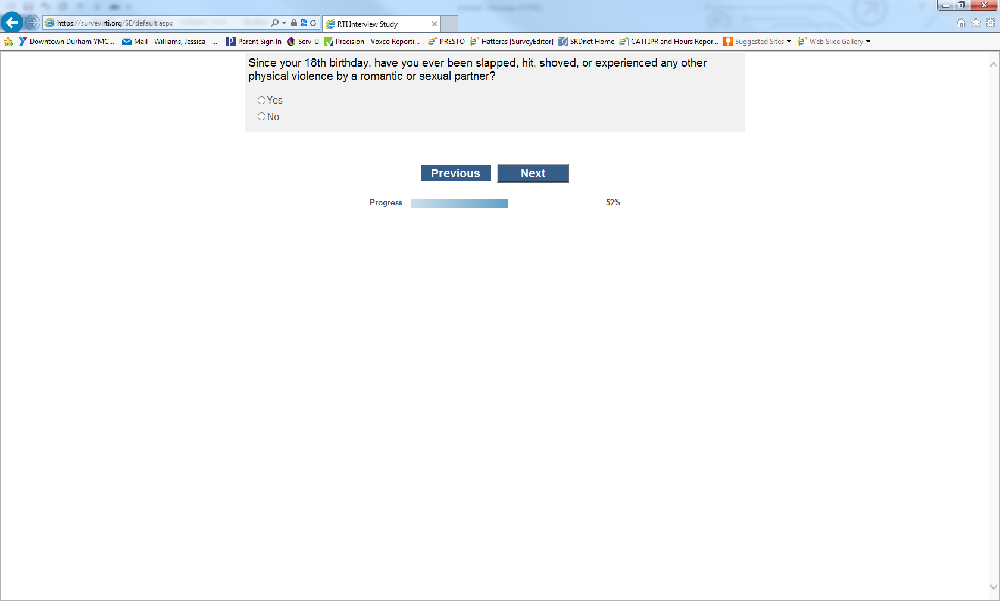 https://survey.rti.org/SE/default.aspx
RTI Interview Study
Downtown Durham YMC...
Mail - Williams, Jessica - ...
Parent Sign In
Serv-U
Precision - Voxco Reporti...
PRESTO
Hatteras [SurveyEditor]
SRDnet Home
CATI IPR and Hours Repor...
Suggested Sites
Web Slice Gallery
Since your 18th birthday, have you ever been slapped, hit, shoved, or experienced any other
physical violence by a romantic or sexual partner?
Yes
No
Previous
Next
Progress
52%